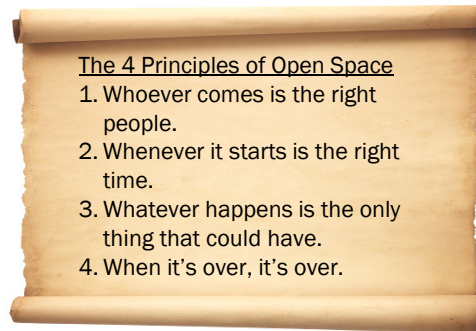 The 4 Principles of Open Space
1. Whoever comes is the right
people.
2. Whenever it starts is the right
time.
3. Whatever happens is the only
thing that could have.
4. When it’s over, it’s over.